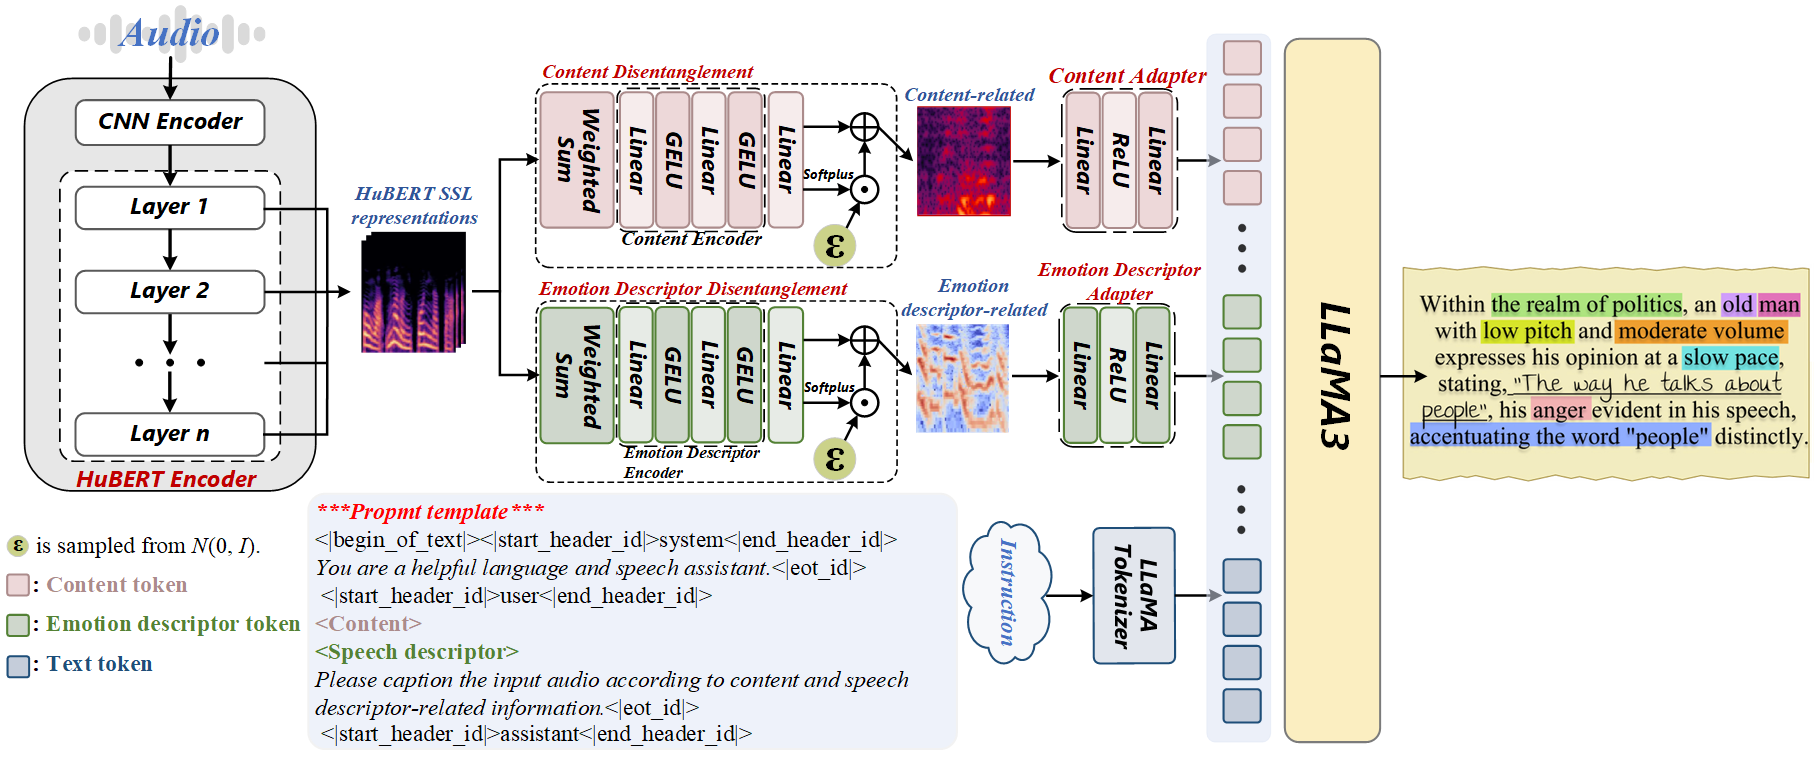 Audio
CNN Encoder
Layer 1
Layer 2
Layer n
HuBERT Encoder
HuBERT SSL
representations
Content Disentanglement
Weighted
Sum
Linear
GELU
Linear
GELU
Linear
Softplus
ε
Content Encoder
Content-related
Content Adapter
Linear
ReLU
Linear
Emotion Descriptor Disentanglement
Weighted
Sum
Linear
GELU
Linear
GELU
Linear
Softplus
ε
Emotion Descriptor
Encoder
Emotion
descriptor-related
Emotion Descriptor
Adapter
Linear
ReLU
Linear
LLaMA3
Within the realm of politics, an old man
with low pitch and moderate volume
expresses his opinion at a slow pace,
stating, "The way he talks about
people", his anger evident in his speech,
accentuating the word "people" distinctly.
ε is sampled from N(0, I).
: Content token
: Emotion descriptor token
: Text token
***Propmt template***
<|begin_of_text|><|start_header_id|>system<|end_header_id|>
You are a helpful language and speech assistant.<|eot_id|>
<|start_header_id|>user<|end_header_id|>
<Content>
<Speech descriptor>
Please caption the input audio according to content and speech
descriptor-related information.<|eot_id|>
<|start_header_id|>assistant<|end_header_id|>
Instruction
LLaMA
Tokenizer